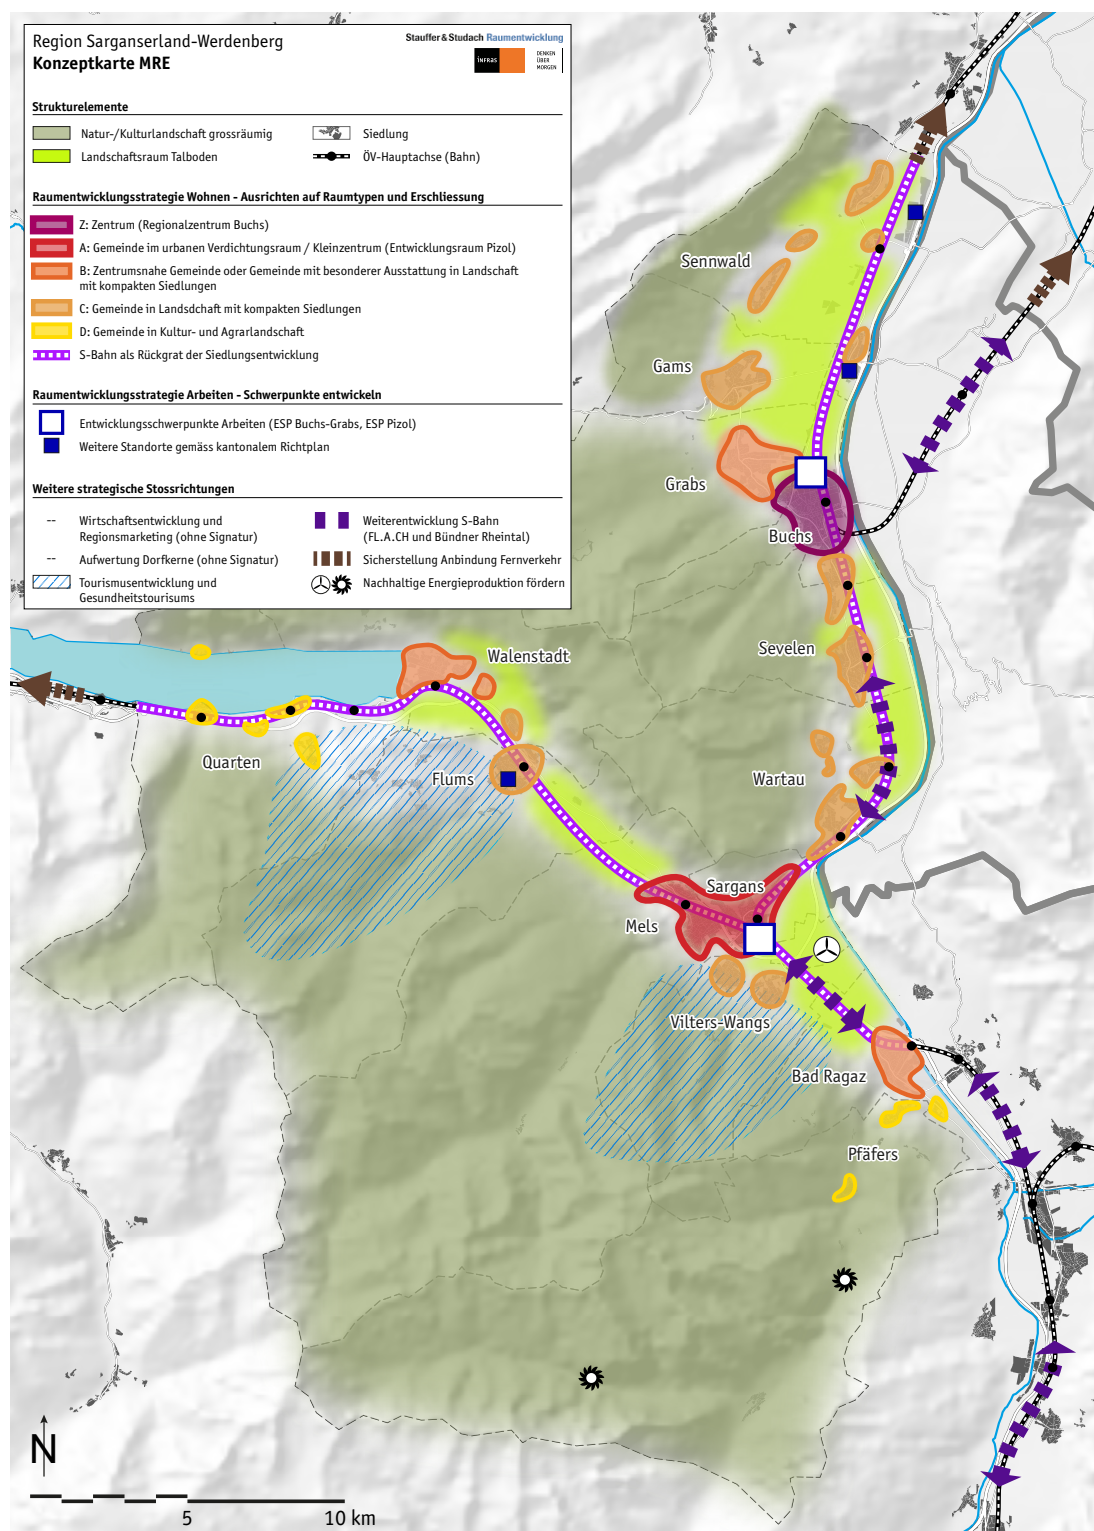 Region Sarganserland-Werdenberg
Konzeptkarte MRE
Stauffer & Studach Raumentwicklung
infras
DENKEN
ÜBER
MORGEN
Strukturelemente
Natur-/Kulturlandschaft grossräumig
Siedlung
Landschaftsraum Talboden
ÖV-Hauptachse (Bahn)
Raumentwicklungsstrategie Wohnen - Ausrichten auf Raumtypen und Erschliessung
Z: Zentrum (Regionalzentrum Buchs)
A: Gemeinde im urbanen Verdichtungsraum / Kleinzentrum (Entwicklungsraum Pizol)
B: Zentrumsnahe Gemeinde oder Gemeinde mit besonderer Ausstattung in Landschaft
mit kompakten Siedlungen
C: Gemeinde in Landsdchaft mit kompakten Siedlungen
D: Gemeinde in Kultur- und Agrarlandschaft
S-Bahn als Rückgrat der Siedlungsentwicklung
Raumentwicklungsstrategie Arbeiten - Schwerpunkte entwickeln
Entwicklungsschwerpunkte Arbeiten (ESP Buchs-Grabs, ESP Pizol)
Weitere Standorte gemäss kantonalem Richtplan
Weitere strategische Stossrichtungen
-- Wirtschaftsentwicklung und
Regionsmarketing (ohne Signatur)
Weiterentwicklung S-Bahn
(FL.A.CH und Bündner Rheintal)
-- Aufwertung Dorfkerne (ohne Signatur)
Sicherstellung Anbindung Fernverkehr
Tourismusentwicklung und
Gesundheitstourisums
Nachhaltige Energieproduktion fördern
Sennwald
Gams
Grabs
Buchs
Sevelen
Walenstadt
Quarten
Flums
Wartau
Sargans
Mels
Vilters-Wangs
Bad Ragaz
Pfäfers
N
5
10 km